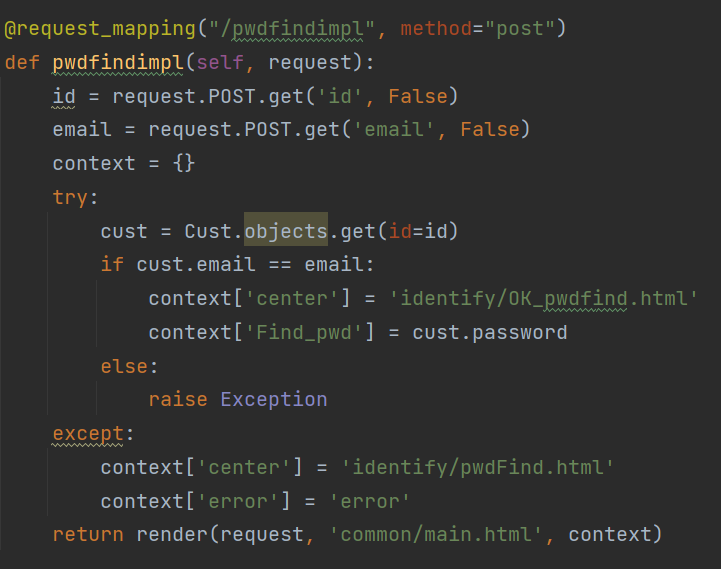 @request_mapping("/pwdfindimpl", method="post")
def pwdfindimpl(self, request):
    id = request.POST.get('id', False)
    email = request.POST.get('email', False)
    context = {}
    try:
        cust = Cust.objects.get(id=id)
        if cust.email == email:
            context['center'] = 'identify/OK_pwdfind.html'
            context['Find_pwd'] = cust.password
        else:
            raise Exception
    except:
        context['center'] = 'identify/pwdFind.html'
        context['error'] = 'error'
    return render(request, 'common/main.html', context)